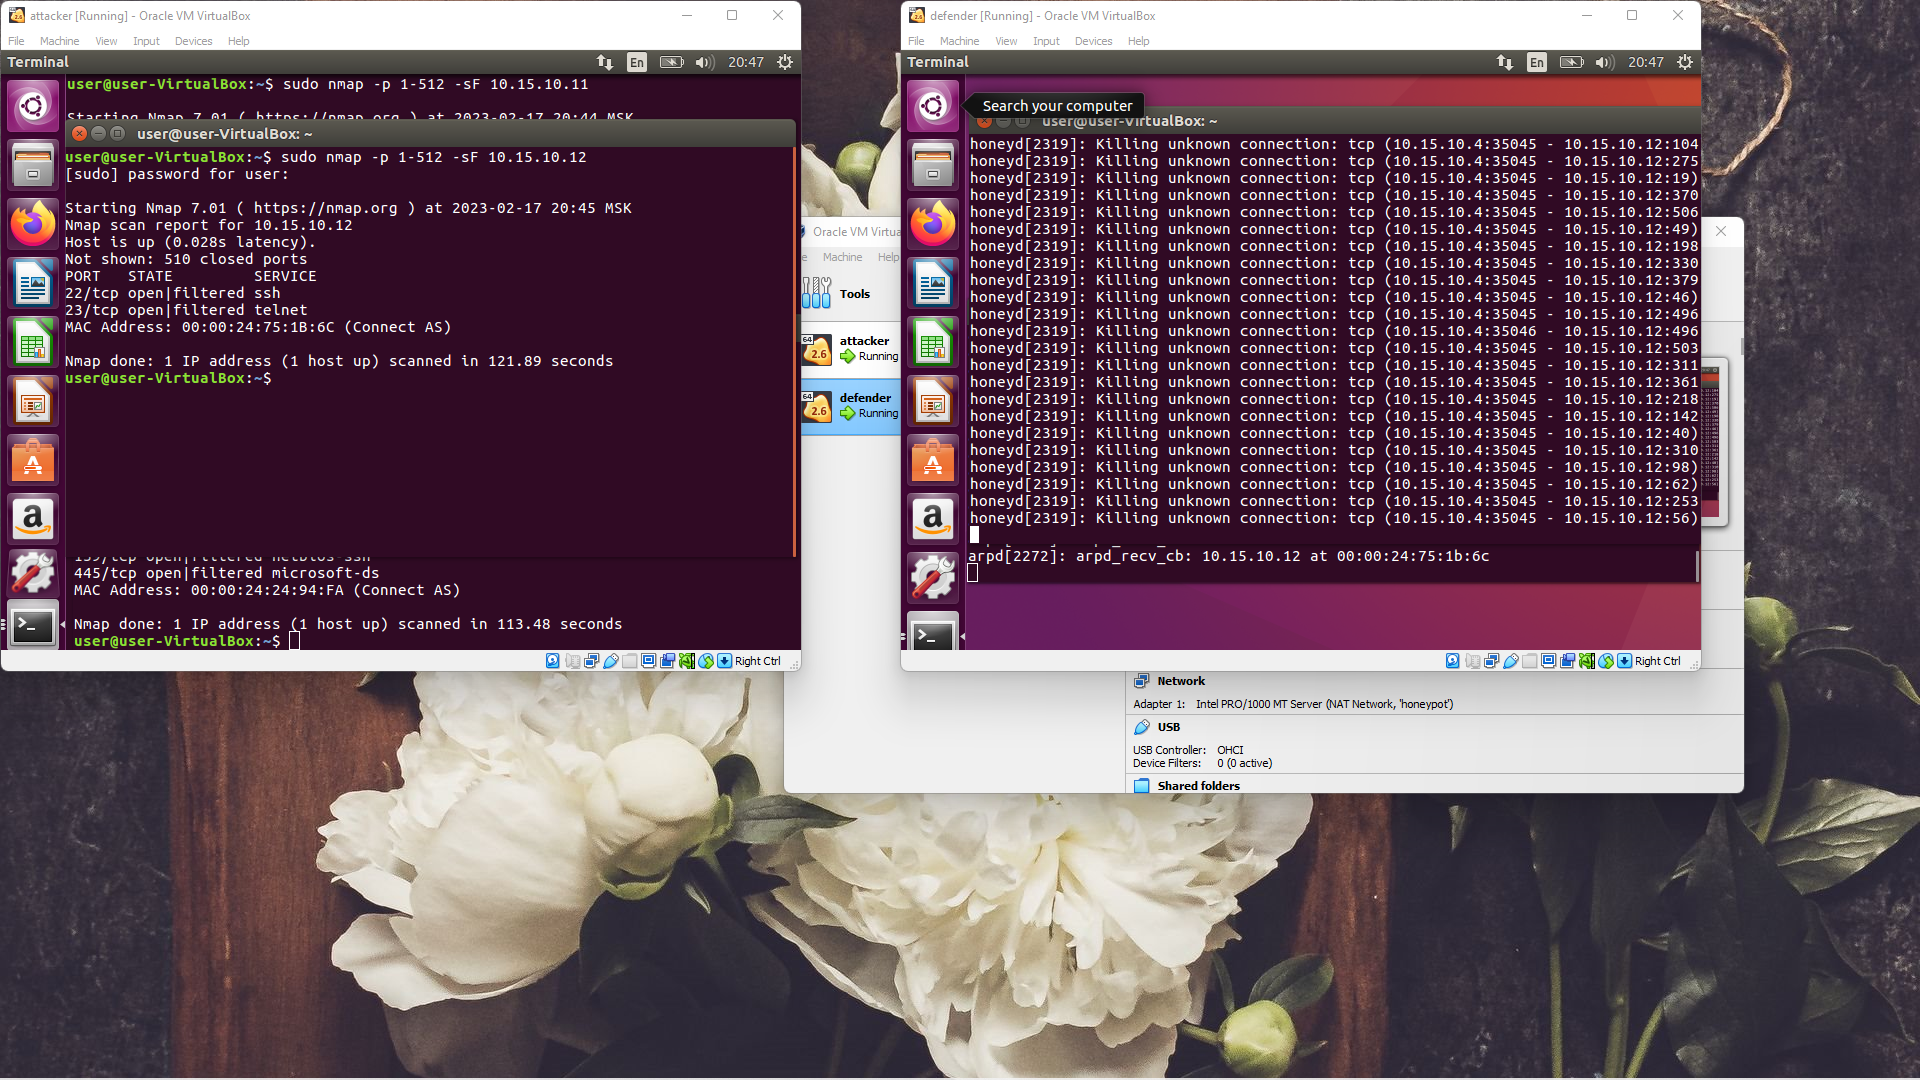 attacker [Running] - Oracle VM VirtualBox
File Machine View Input Devices Help
Terminal
En
20:47
user@user-VirtualBox:~$ sudo nmap -p 1-512 -sF 10.15.10.11
Starting Nmap 7.01 ( https://nmap.org ) at 2023-02-17 20:44 MSK
user@user-VirtualBox: ~
user@user-VirtualBox:~$ sudo nmap -p 1-512 -sF 10.15.10.12
[sudo] password for user:
Starting Nmap 7.01 ( https://nmap.org ) at 2023-02-17 20:45 MSK
Nmap scan report for 10.15.10.12
Host is up (0.028s latency).
Not shown: 510 closed ports
PORT STATE SERVICE
22/tcp open|filtered ssh
23/tcp open|filtered telnet
MAC Address: 00:00:24:75:1B:6C (Connect AS)
Nmap done: 1 IP address (1 host up) scanned in 121.89 seconds
user@user-VirtualBox:~$
139/tcp open|filtered netbios-ssn
445/tcp open|filtered microsoft-ds
MAC Address: 00:00:24:24:94:FA (Connect AS)
Nmap done: 1 IP address (1 host up) scanned in 113.48 seconds
user@user-VirtualBox:~$
Right Ctrl
Oracle VM Virtua
Machine Help
Tools
64
2.6
attacker
Running
64
2.6
defender
Running
defender [Running] - Oracle VM VirtualBox
File Machine View Input Devices Help
Terminal
En
20:47
Search your computer
user@user-VirtualBox: ~
honeyd[2319]: Killing unknown connection: tcp (10.15.10.4:35045 - 10.15.10.12:104
honeyd[2319]: Killing unknown connection: tcp (10.15.10.4:35045 - 10.15.10.12:275
honeyd[2319]: Killing unknown connection: tcp (10.15.10.4:35045 - 10.15.10.12:19)
honeyd[2319]: Killing unknown connection: tcp (10.15.10.4:35045 - 10.15.10.12:370
honeyd[2319]: Killing unknown connection: tcp (10.15.10.4:35045 - 10.15.10.12:506
honeyd[2319]: Killing unknown connection: tcp (10.15.10.4:35045 - 10.15.10.12:49)
honeyd[2319]: Killing unknown connection: tcp (10.15.10.4:35045 - 10.15.10.12:198
honeyd[2319]: Killing unknown connection: tcp (10.15.10.4:35045 - 10.15.10.12:330
honeyd[2319]: Killing unknown connection: tcp (10.15.10.4:35045 - 10.15.10.12:379
honeyd[2319]: Killing unknown connection: tcp (10.15.10.4:35045 - 10.15.10.12:46)
honeyd[2319]: Killing unknown connection: tcp (10.15.10.4:35045 - 10.15.10.12:496
honeyd[2319]: Killing unknown connection: tcp (10.15.10.4:35046 - 10.15.10.12:496
honeyd[2319]: Killing unknown connection: tcp (10.15.10.4:35045 - 10.15.10.12:503
honeyd[2319]: Killing unknown connection: tcp (10.15.10.4:35045 - 10.15.10.12:311
honeyd[2319]: Killing unknown connection: tcp (10.15.10.4:35045 - 10.15.10.12:361
honeyd[2319]: Killing unknown connection: tcp (10.15.10.4:35045 - 10.15.10.12:218
honeyd[2319]: Killing unknown connection: tcp (10.15.10.4:35045 - 10.15.10.12:142
honeyd[2319]: Killing unknown connection: tcp (10.15.10.4:35045 - 10.15.10.12:40)
honeyd[2319]: Killing unknown connection: tcp (10.15.10.4:35045 - 10.15.10.12:310
honeyd[2319]: Killing unknown connection: tcp (10.15.10.4:35045 - 10.15.10.12:98)
honeyd[2319]: Killing unknown connection: tcp (10.15.10.4:35045 - 10.15.10.12:62)
honeyd[2319]: Killing unknown connection: tcp (10.15.10.4:35045 - 10.15.10.12:253
honeyd[2319]: Killing unknown connection: tcp (10.15.10.4:35045 - 10.15.10.12:56)
arpd[2272]: arpd_recv_cb: 10.15.10.12 at 00:00:24:75:1b:6c
Right Ctrl
Network
Adapter 1: Intel PRO/1000 MT Server (NAT Network, 'honeypot')
USB
USB Controller: OHCI
Device Filters: 0 (0 active)
Shared folders